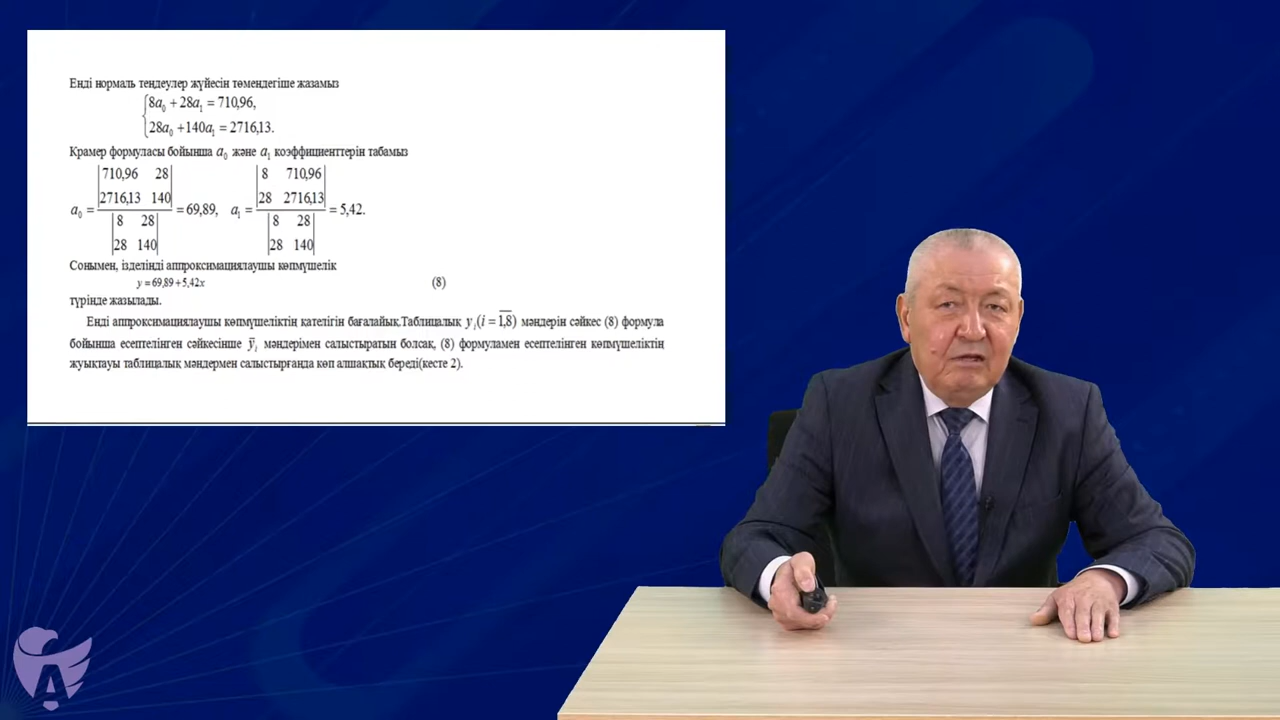 Енді нормаль теңдеулер жүйесін төмендегіше жазамыз
8a₀ + 28a₁ = 710,96,
28a₀ +140a₁ = 2716,13.
Крамер формуласы бойынша a₀ және a₁ коэффициенттерін табамыз
710,96 28 8 710,96
2716,13 140 28 2716,13
a₀ = = 69,89, a₁ = = 5,42.
8 28 8 28
28 140 28 140
Сонымен, ізделінді аппроксимациялаушы көпмүшелік
y = 69,89+5,42x (8)
түрінде жазылады.
Енді аппроксимациялаушы көпмүшеліктің қателігін бағалайық.Таблицалық yᵢ(i = 1,8) мәндерін сәйкес (8) формула
бойынша есептелінген сәйкесінше ȳᵢ мәндерімен салыстыратын болсақ, (8) формуламен есептелінген көпмүшеліктің
жуықтауы таблицалық мәндермен салыстырғанда көп алшақтық береді(кесте 2).